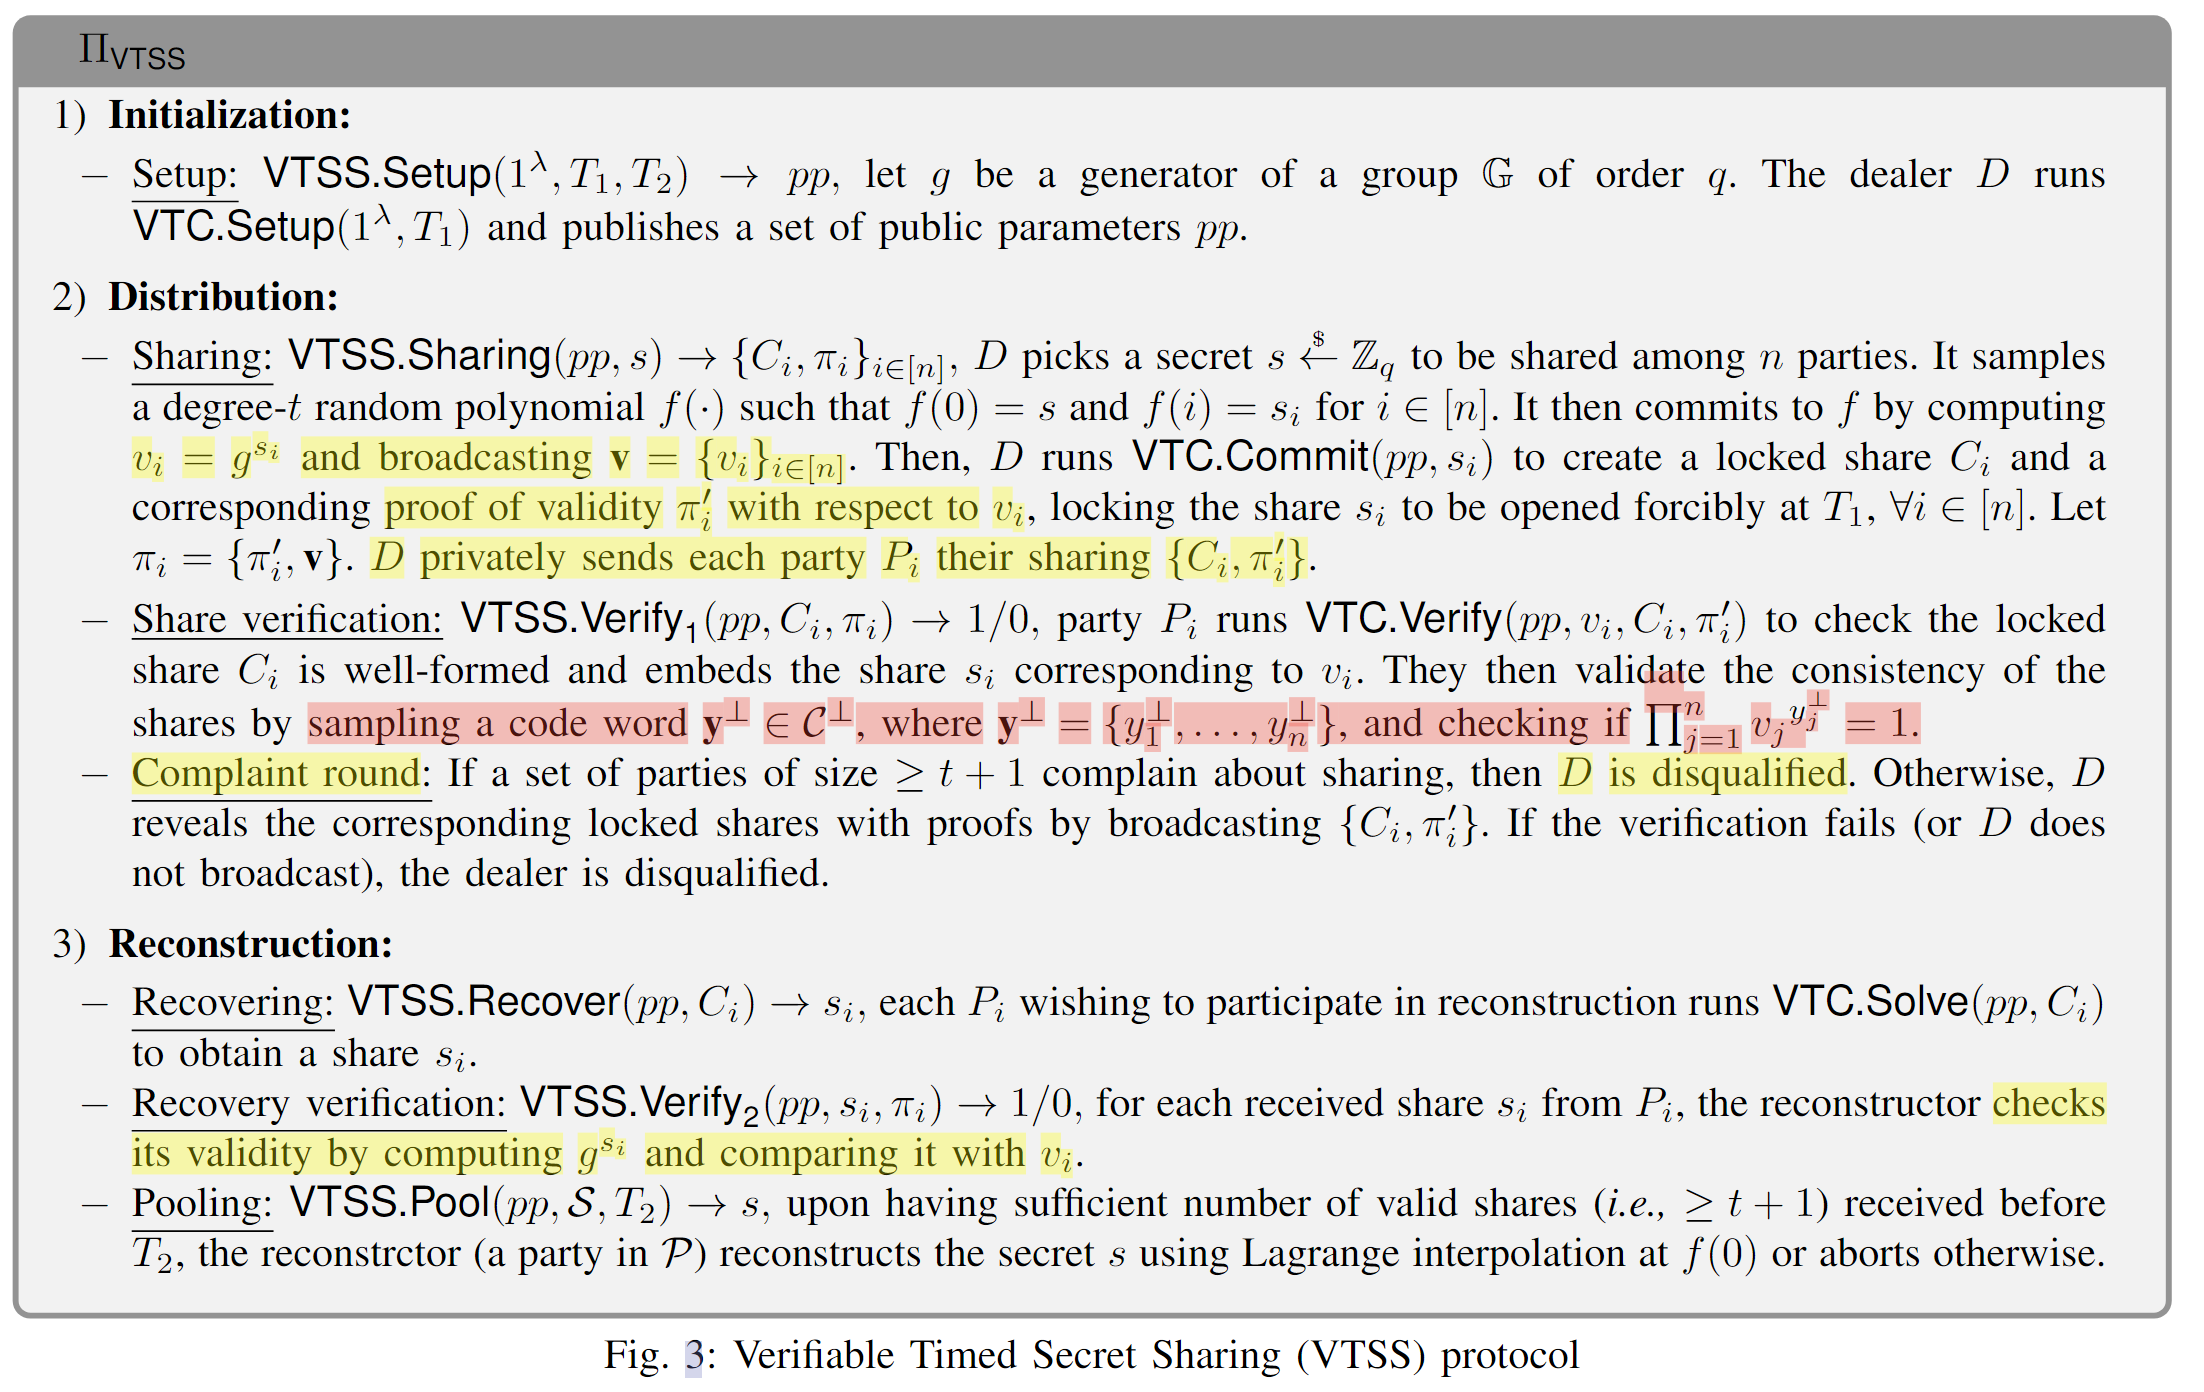 Π_VTSS
1) Initialization:
– Setup: VTSS.Setup(1^λ, T_1, T_2) → pp, let g be a generator of a group 𝔾 of order q. The dealer D runs
VTC.Setup(1^λ, T_1) and publishes a set of public parameters pp.
2) Distribution:
– Sharing: VTSS.Sharing(pp, s) → {C_i, π_i}_{i∈[n]}, D picks a secret s ←$ ℤ_q to be shared among n parties. It samples
a degree-t random polynomial f(·) such that f(0) = s and f(i) = s_i for i ∈ [n]. It then commits to f by computing
v_i = g^{s_i} and broadcasting v = {v_i}_{i∈[n]}. Then, D runs VTC.Commit(pp, s_i) to create a locked share C_i and a
corresponding proof of validity π′_i with respect to v_i, locking the share s_i to be opened forcibly at T_1, ∀i ∈ [n]. Let
π_i = {π′_i, v}. D privately sends each party P_i their sharing {C_i, π′_i}.
– Share verification: VTSS.Verify_1(pp, C_i, π_i) → 1/0, party P_i runs VTC.Verify(pp, v_i, C_i, π′_i) to check the locked
share C_i is well-formed and embeds the share s_i corresponding to v_i. They then validate the consistency of the
shares by sampling a code word y^⊥ ∈ 𝒞^⊥, where y^⊥ = {y_1^⊥, . . . , y_n^⊥}, and checking if ∏_{j=1}^n v_j^{y_j^⊥} = 1.
– Complaint round: If a set of parties of size ≥ t + 1 complain about sharing, then D is disqualified. Otherwise, D
reveals the corresponding locked shares with proofs by broadcasting {C_i, π′_i}. If the verification fails (or D does
not broadcast), the dealer is disqualified.
3) Reconstruction:
– Recovering: VTSS.Recover(pp, C_i) → s_i, each P_i wishing to participate in reconstruction runs VTC.Solve(pp, C_i)
to obtain a share s_i.
– Recovery verification: VTSS.Verify_2(pp, s_i, π_i) → 1/0, for each received share s_i from P_i, the reconstructor checks
its validity by computing g^{s_i} and comparing it with v_i.
– Pooling: VTSS.Pool(pp, 𝒮, T_2) → s, upon having sufficient number of valid shares (i.e., ≥ t + 1) received before
T_2, the reconstrctor (a party in 𝒫) reconstructs the secret s using Lagrange interpolation at f(0) or aborts otherwise.
Fig. 3: Verifiable Timed Secret Sharing (VTSS) protocol